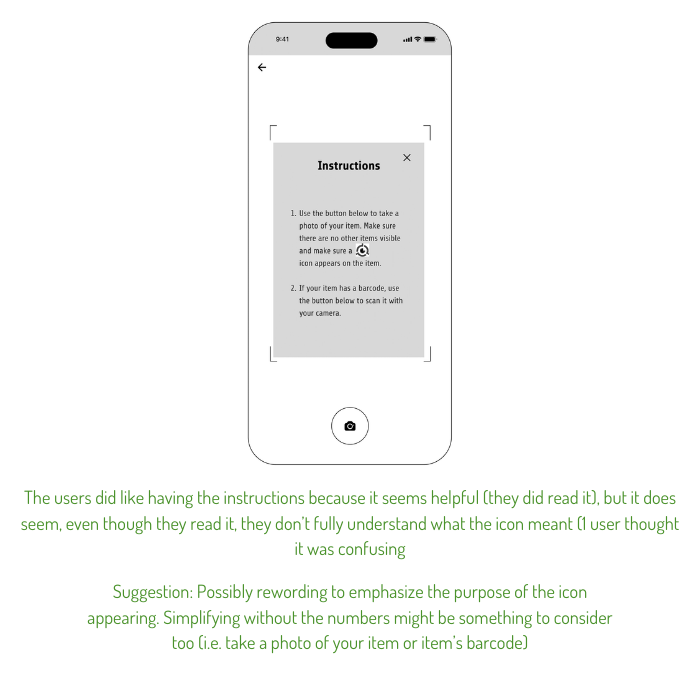 9:41
Instructions
1. Use the button below to take a
photo of your item. Make sure
there are no other items visible
and make sure a
icon appears on the item.
2. If your item has a barcode, use
the button below to scan it with
your camera.
The users did like having the instructions because it seems helpful (they did read it), but it does
seem, even though they read it, they don't fully understand what the icon meant (1 user thought
it was confusing
Suggestion: Possibly rewording to emphasize the purpose of the icon
appearing. Simplifying without the numbers might be something to consider
too (i.e. take a photo of your item or item's barcode)